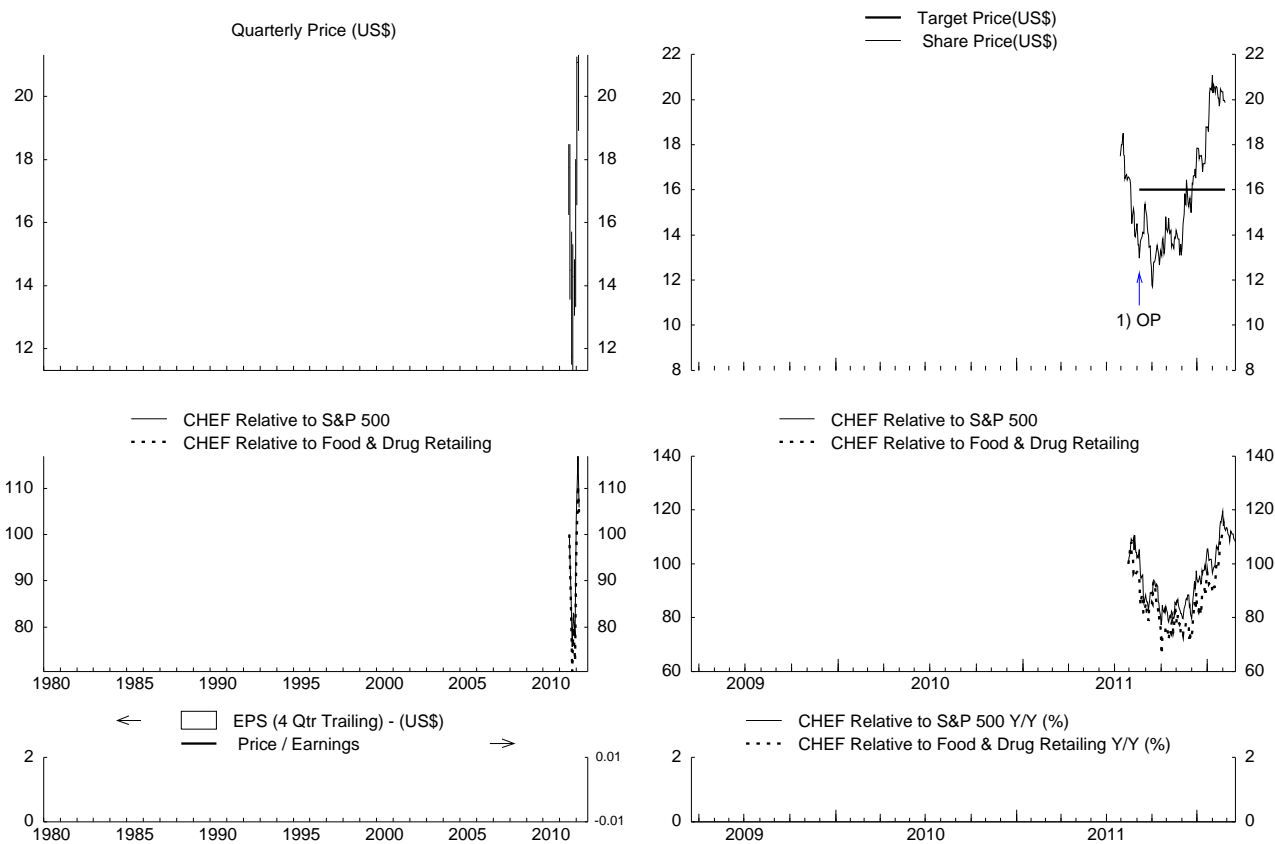 Quarterly Price (US$)
20 20
18 18
16 16
14 14
12 12
Target Price(US$)
Share Price(US$)
22 22
20 20
18 18
16 16
14 14
12 12
1) OP
10 10
8 8
CHEF Relative to S&P 500
CHEF Relative to Food & Drug Retailing
110 110
100 100
90 90
80 80
1980 1985 1990 1995 2000 2005 2010
CHEF Relative to S&P 500
CHEF Relative to Food & Drug Retailing
140 140
120 120
100 100
80 80
60 60
2009 2010 2011
EPS (4 Qtr Trailing) - (US$)
Price / Earnings
2 0.01
0 -0.01
1980 1985 1990 1995 2000 2005 2010
CHEF Relative to S&P 500 Y/Y (%)
CHEF Relative to Food & Drug Retailing Y/Y (%)
2 2
0 0
2009 2010 2011